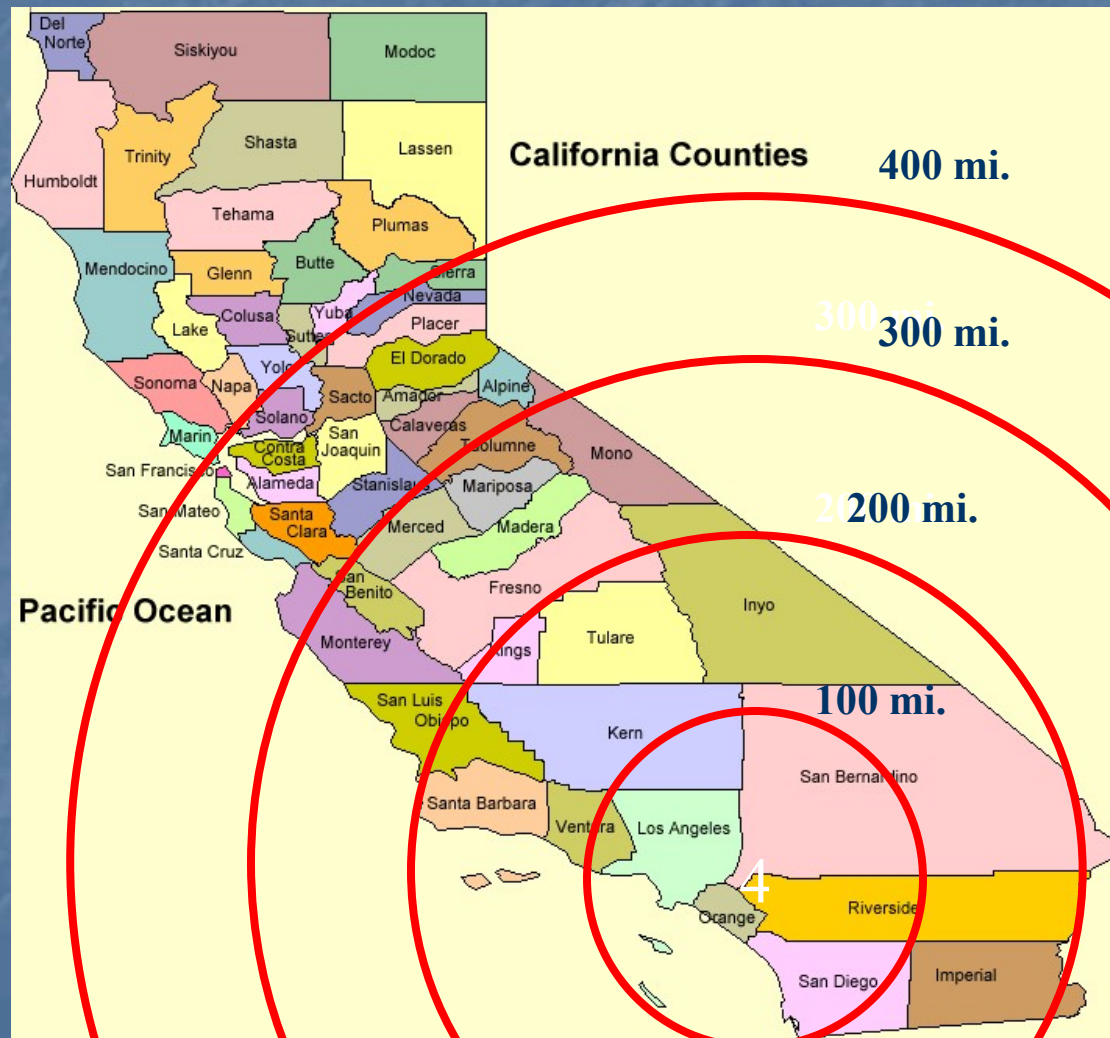 Del
Norte
Siskiyou
Modoc
Shasta
Lassen
Trinity
Humboldt
California Counties
400 mi.
Tehama
Plumas
Mendocino
Glenn
Butte
Sierra
Nevada
Colusa
Yuba
Lake
Sutter
Placer
300 mi.
300 mi.
El Dorado
Yolo
Sonoma
Napa
Sacto
Amador
Alpine
Solano
Marin
San
Joaquin
Calaveras
Tuolumne
Mono
Contra
Costa
San Francisco
Alameda
Stanislaus
Mariposa
San Mateo
Santa
Clara
Merced
Madera
200 mi.
Santa Cruz
San
Benito
Fresno
Pacific Ocean
Inyo
Monterey
Kings
Tulare
San Luis
Obispo
100 mi.
Kern
San Bernardino
Santa Barbara
Ventura
Los Angeles
4
Orange
Riverside
San Diego
Imperial